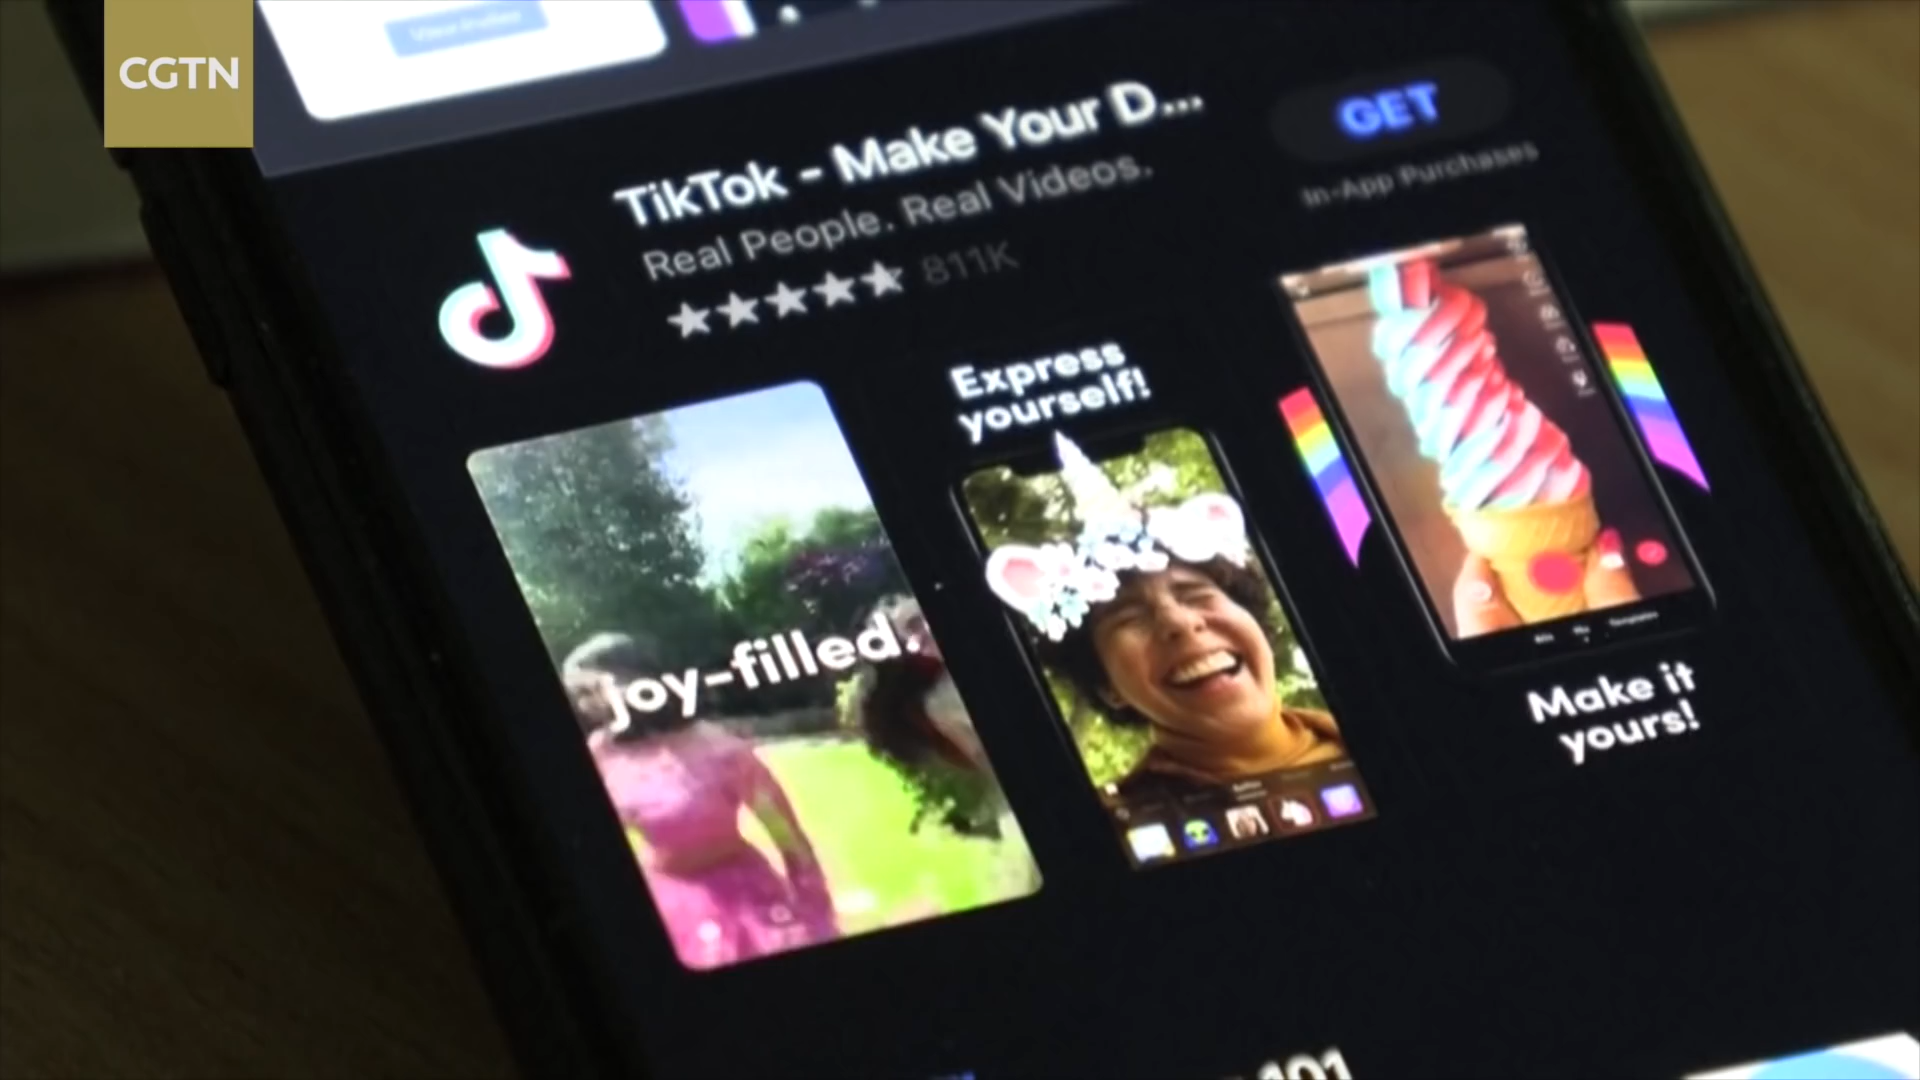 CGTN
TikTok - Make Your D...
GET
Real People. Real Videos.
In-App Purchases
811K
Express
yourself!
joy-filled.
Make it
yours!
101